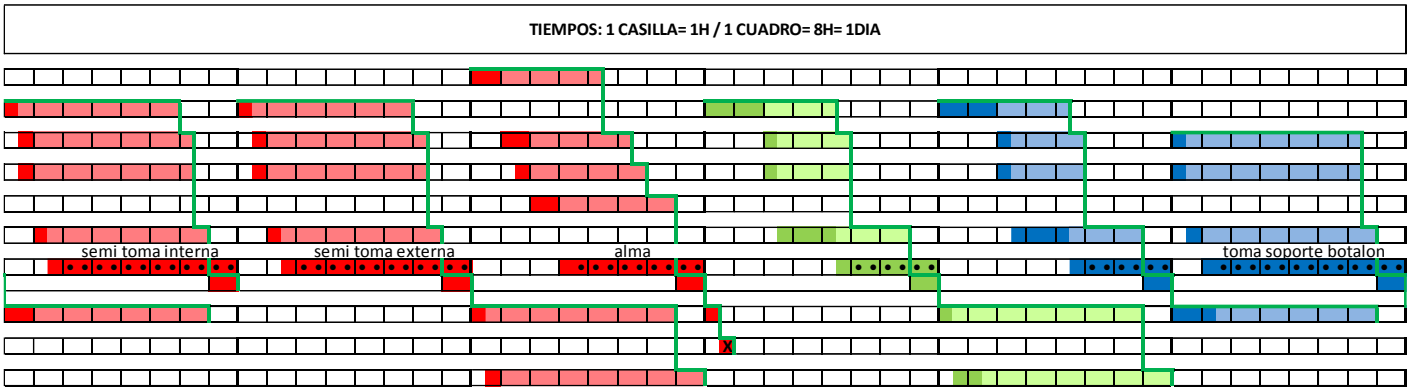 TIEMPOS: 1 CASILLA= 1H / 1 CUADRO= 8H= 1DIA
semi toma interna
semi toma externa
alma
toma soporte botalon
X